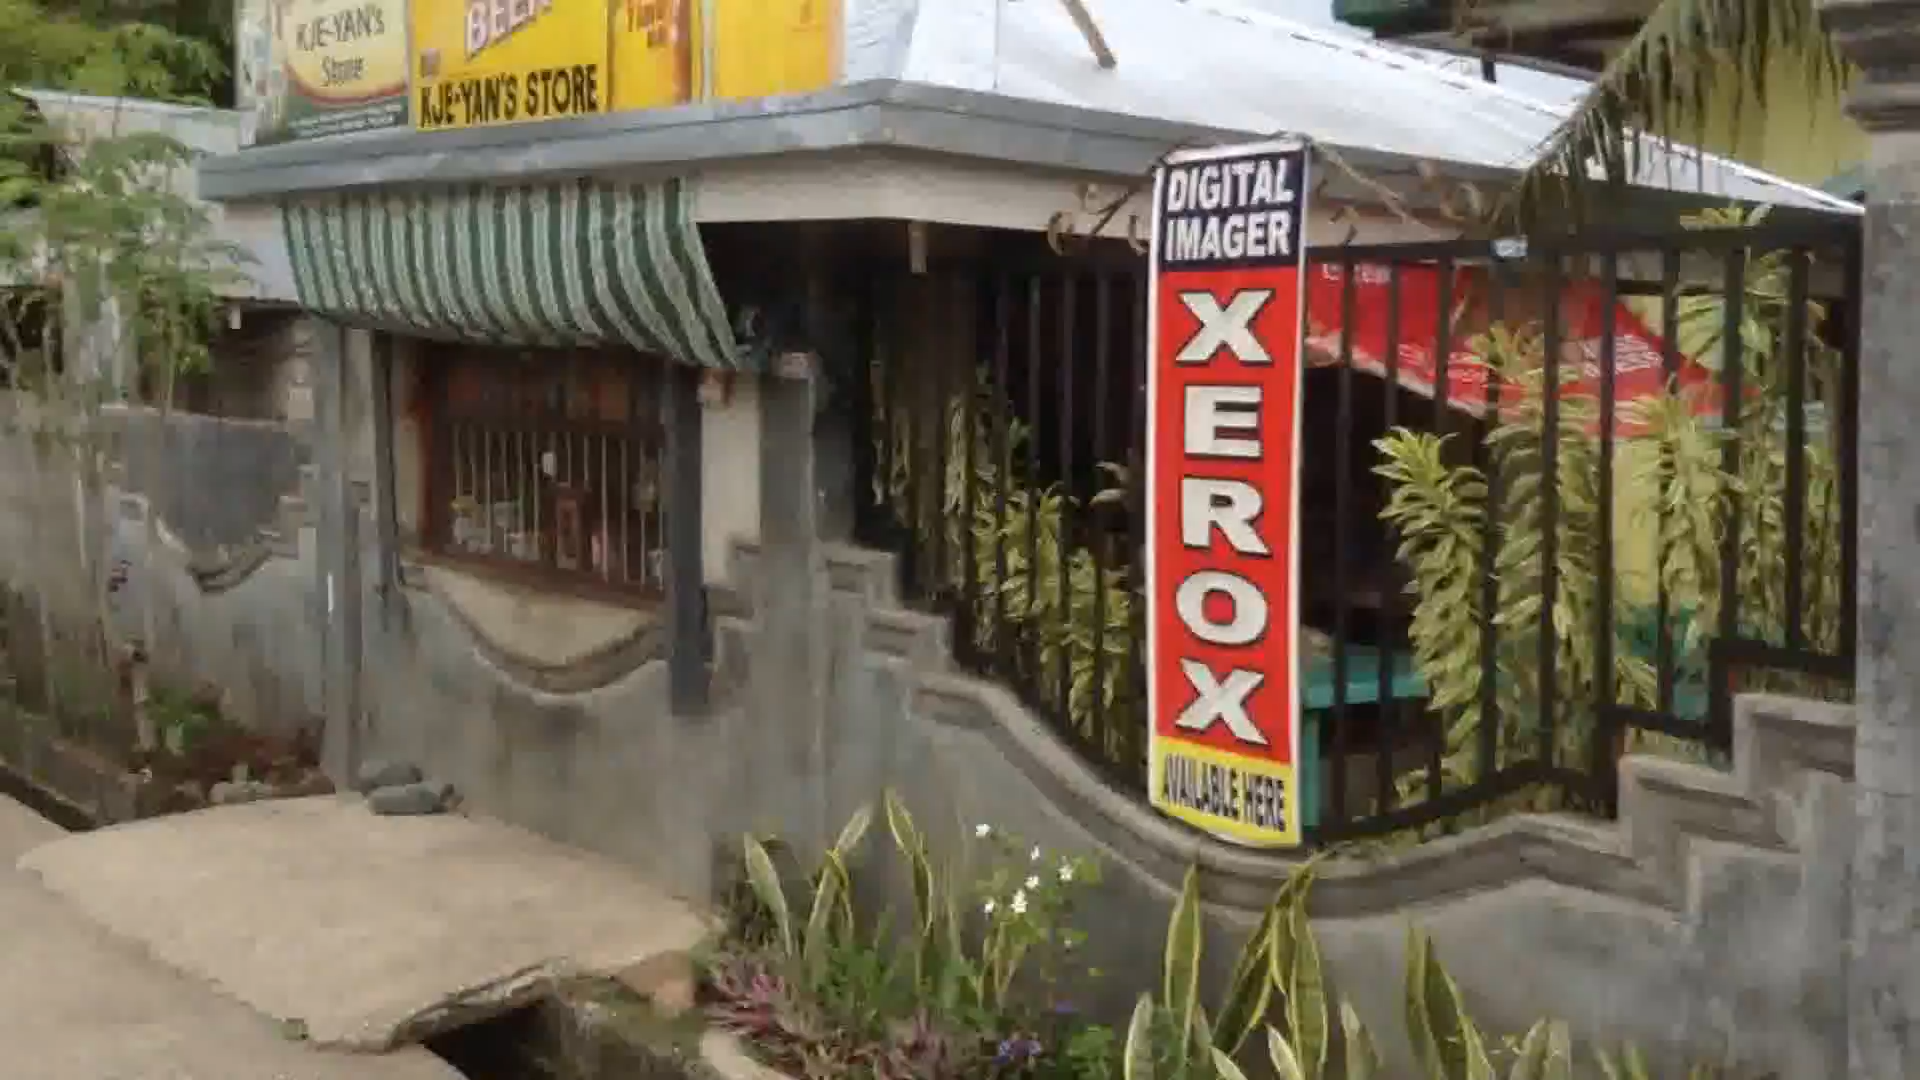 KJE-YAN's
Store
BEER
KJE-YAN'S STORE
DIGITAL
IMAGER
XEROX
AVAILABLE HERE